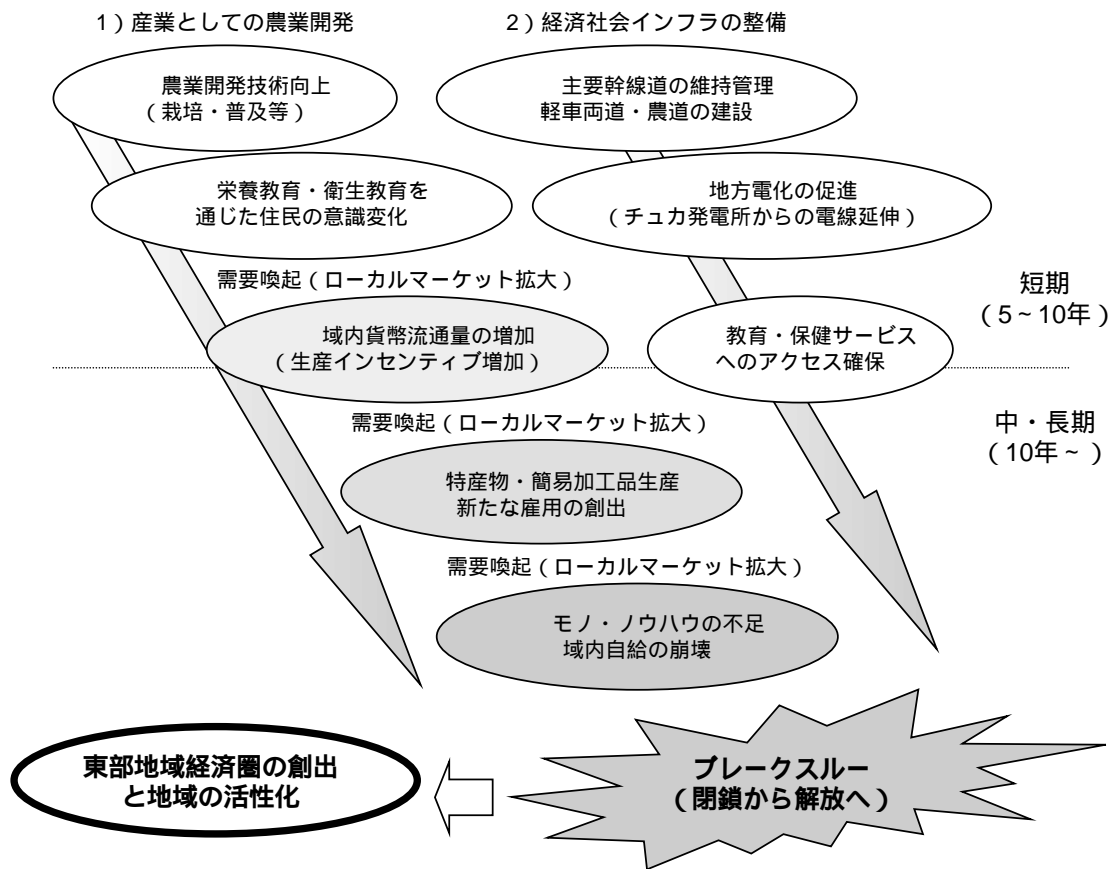 1）産業としての農業開発
2）経済社会インフラの整備
農業開発技術向上
（栽培・普及等）
主要幹線道の維持管理
軽車両道・農道の建設
栄養教育・衛生教育を
通じた住民の意識変化
地方電化の促進
（チュカ発電所からの電線延伸）
需要喚起（ローカルマーケット拡大）
短期
（5～10年）
域内貨幣流通量の増加
（生産インセンティブ増加）
教育・保健サービス
へのアクセス確保
需要喚起（ローカルマーケット拡大）
中・長期
（10年～）
特産物・簡易加工品生産
新たな雇用の創出
需要喚起（ローカルマーケット拡大）
モノ・ノウハウの不足
域内自給の崩壊
東部地域経済圏の創出
と地域の活性化
ブレークスルー
（閉鎖から解放へ）